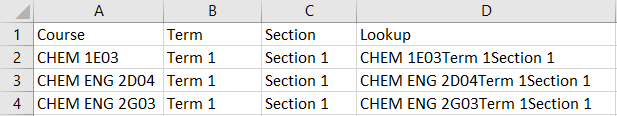 A B C D
1 Course Term Section Lookup
2 CHEM 1E03 Term 1 Section 1 CHEM 1E03Term 1Section 1
3 CHEM ENG 2D04 Term 1 Section 1 CHEM ENG 2D04Term 1Section 1
4 CHEM ENG 2G03 Term 1 Section 1 CHEM ENG 2G03Term 1Section 1